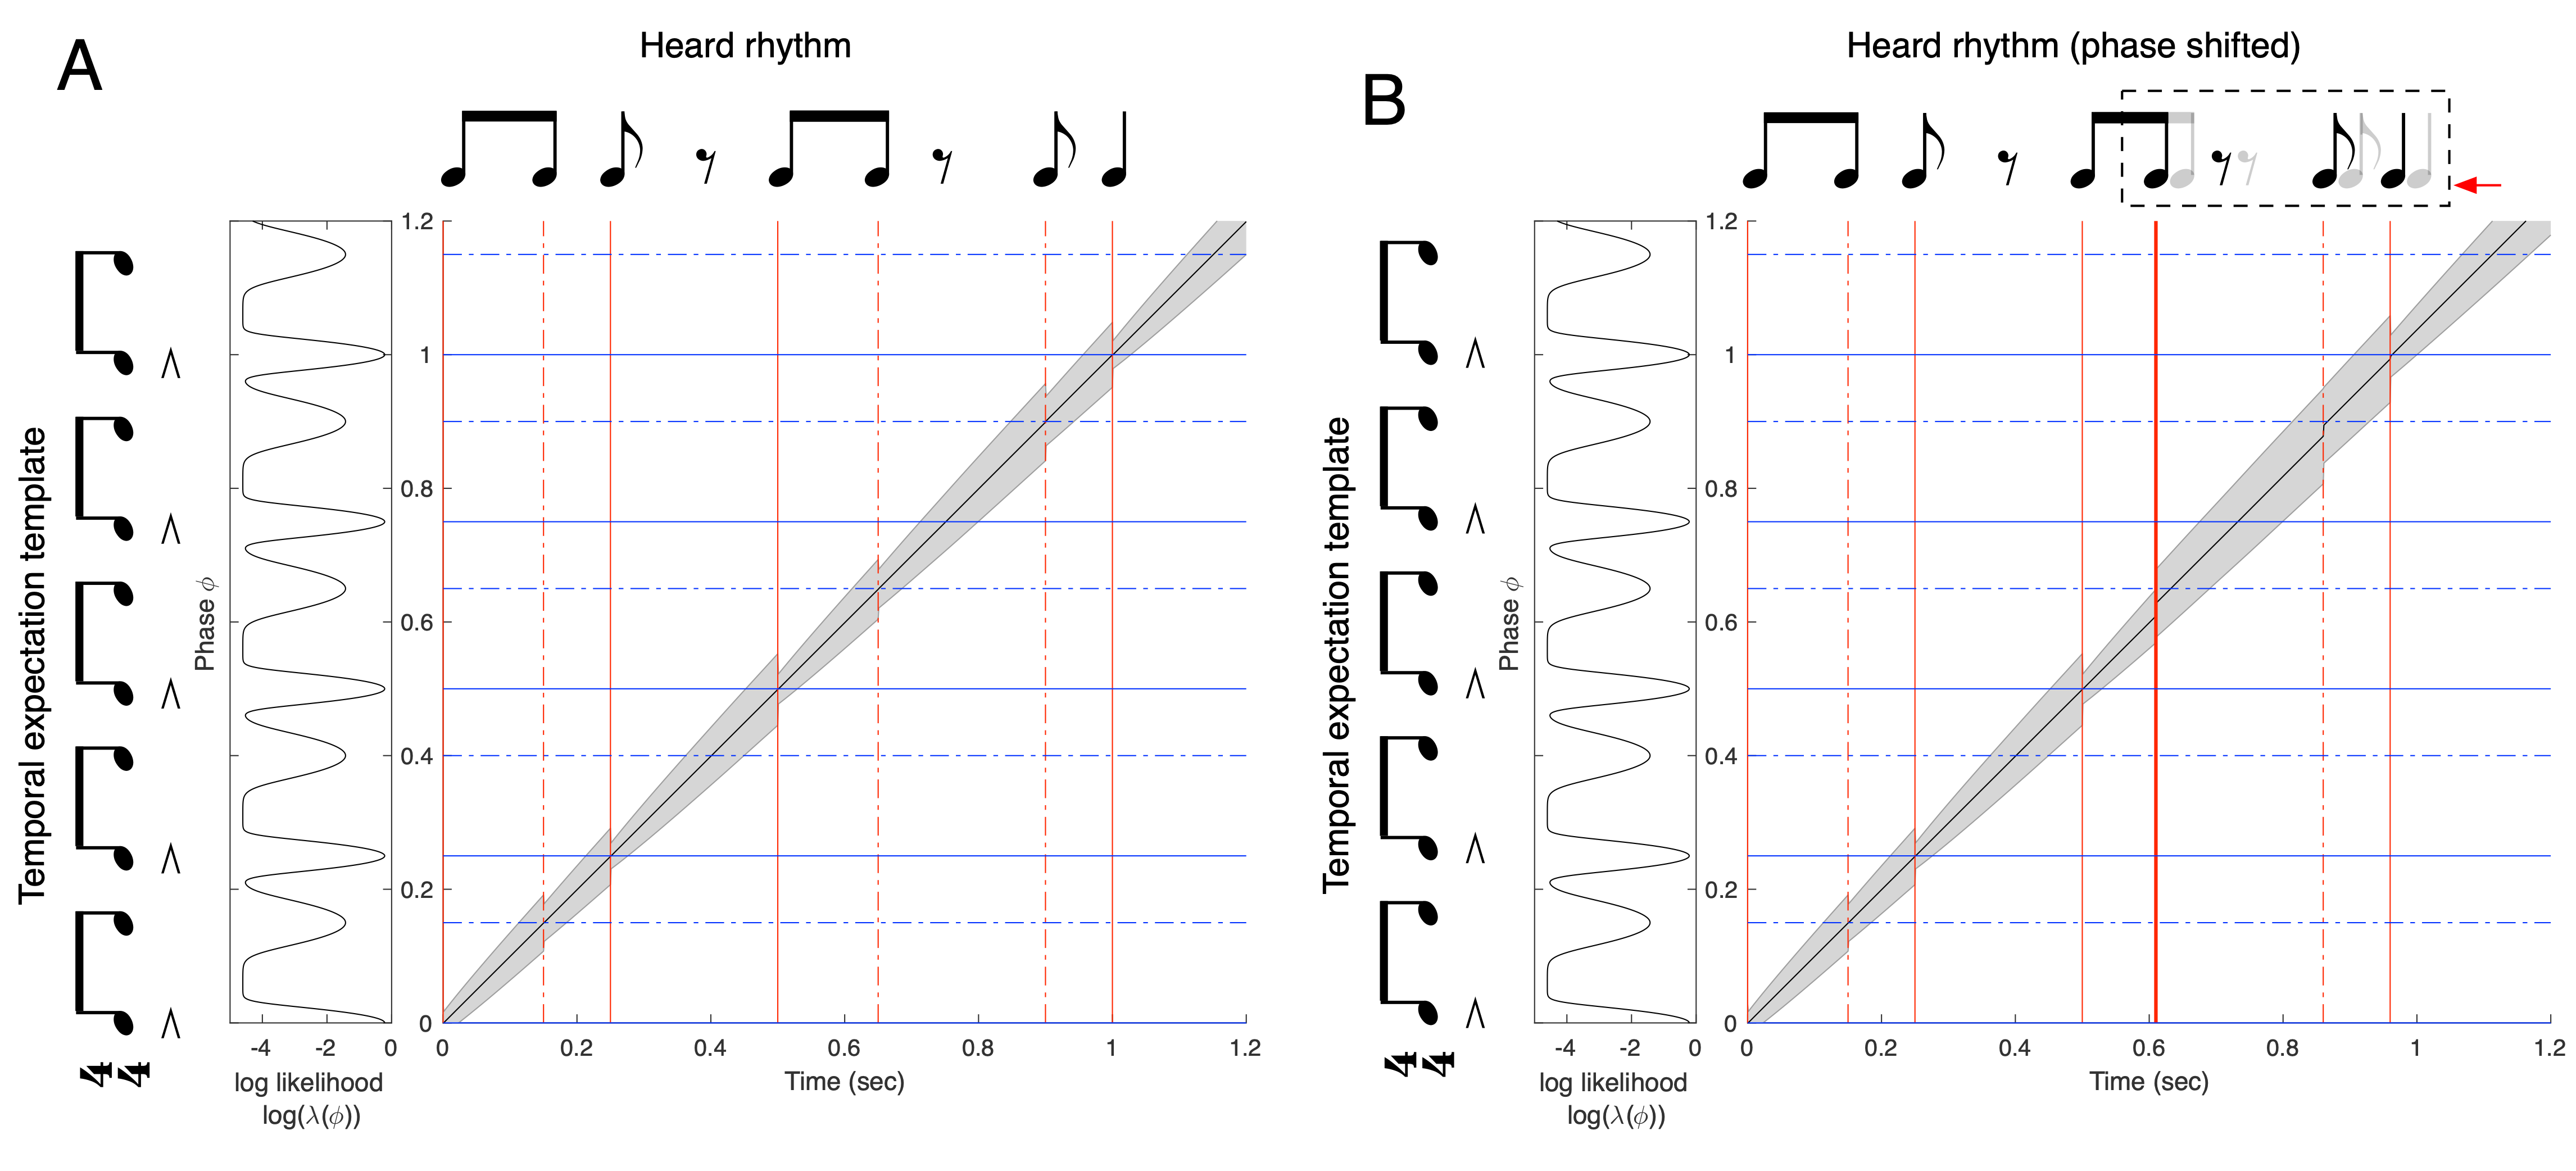 A
Heard rhythm
Temporal expectation template
4
4
Phase ϕ
-4 -2 0
log likelihood
log(λ(ϕ))
1.2
1
0.8
0.6
0.4
0.2
0
0 0.2 0.4 0.6 0.8 1 1.2
Time (sec)
B
Heard rhythm (phase shifted)
Temporal expectation template
4
4
Phase ϕ
-4 -2 0
log likelihood
log(λ(ϕ))
1.2
1
0.8
0.6
0.4
0.2
0
0 0.2 0.4 0.6 0.8 1 1.2
Time (sec)